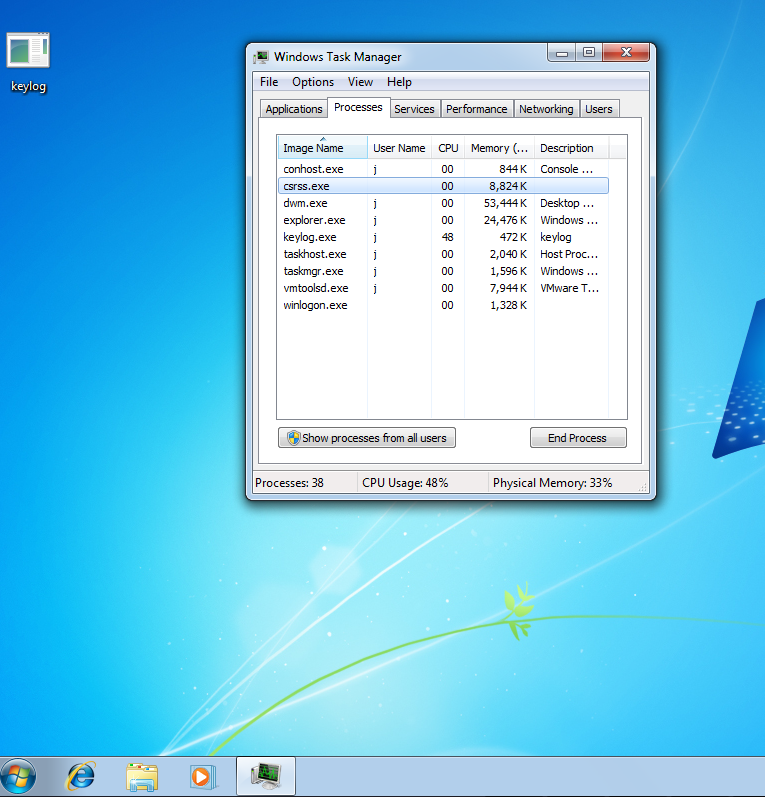 keylog
Windows Task Manager
File Options View Help
Applications Processes Services Performance Networking Users
Image Name User Name CPU Memory (... Description
conhost.exe j 00 844 K Console ...
csrss.exe 00 8,824 K
dwm.exe j 00 53,444 K Desktop ...
explorer.exe j 00 24,476 K Windows ...
keylog.exe j 48 472 K keylog
taskhost.exe j 00 2,040 K Host Proc...
taskmgr.exe j 00 1,596 K Windows ...
vmtoolsd.exe j 00 7,944 K VMware T...
winlogon.exe 00 1,328 K
Show processes from all users End Process
Processes: 38 CPU Usage: 48% Physical Memory: 33%